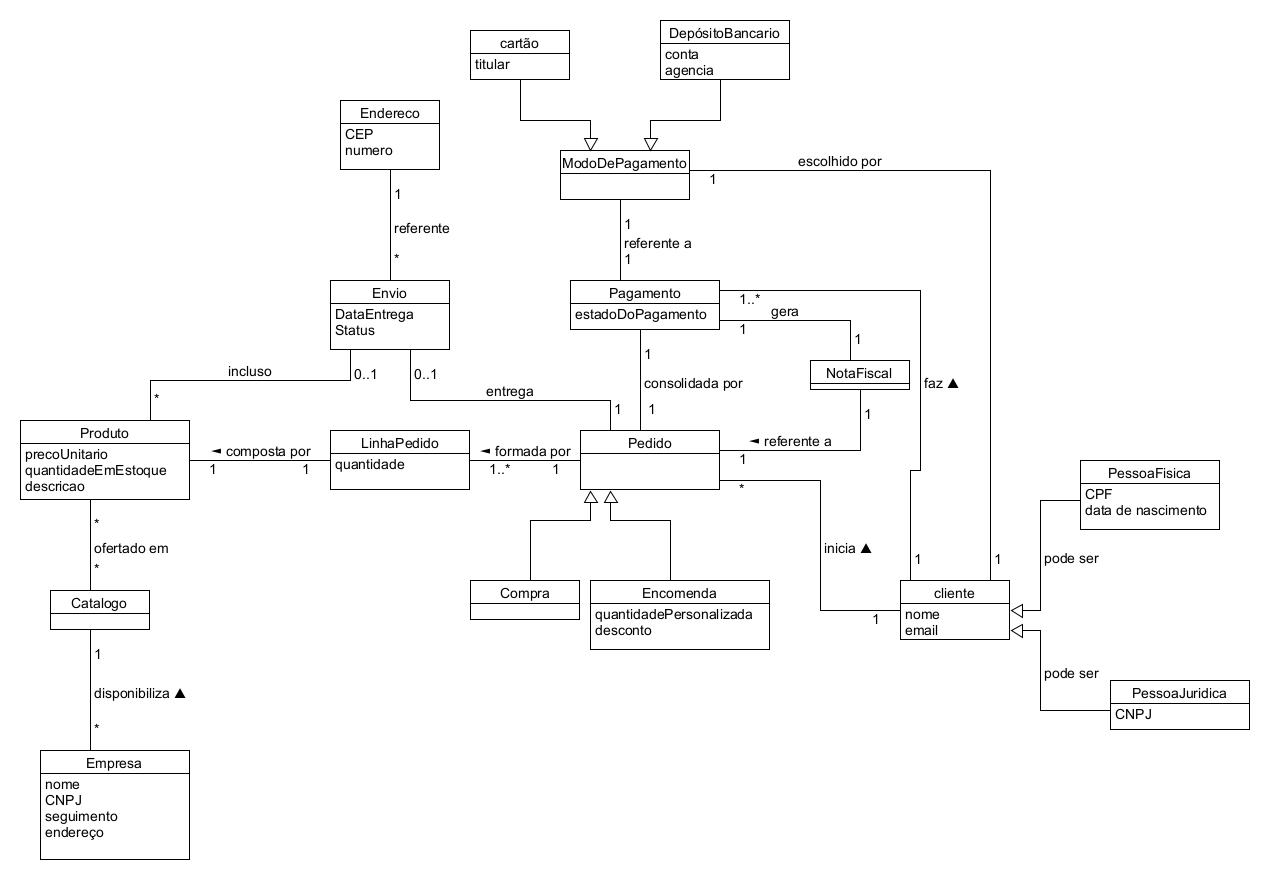 DepósitoBancario
conta
agencia
cartão
titular
Endereco
CEP
numero
ModoDePagamento
escolhido por
1
1
referente
*
1
referente a
1
Envio
DataEntrega
Status
Pagamento
estadoDoPagamento
1..*
gera
1
1
incluso
0..1
0..1
*
entrega
1
1
consolidada por
1
NotaFiscal
faz ▲
1
Produto
precoUnitario
quantidadeEmEstoque
descricao
◄ composta por
1
1
LinhaPedido
quantidade
◄ formada por
1..*
1
Pedido
◄ referente a
1
*
PessoaFisica
CPF
data de nascimento
*
ofertado em
*
inicia ▲
1
1
pode ser
Catalogo
Compra
Encomenda
quantidadePersonalizada
desconto
cliente
nome
email
1
1
disponibiliza ▲
*
pode ser
PessoaJuridica
CNPJ
Empresa
nome
CNPJ
seguimento
endereço